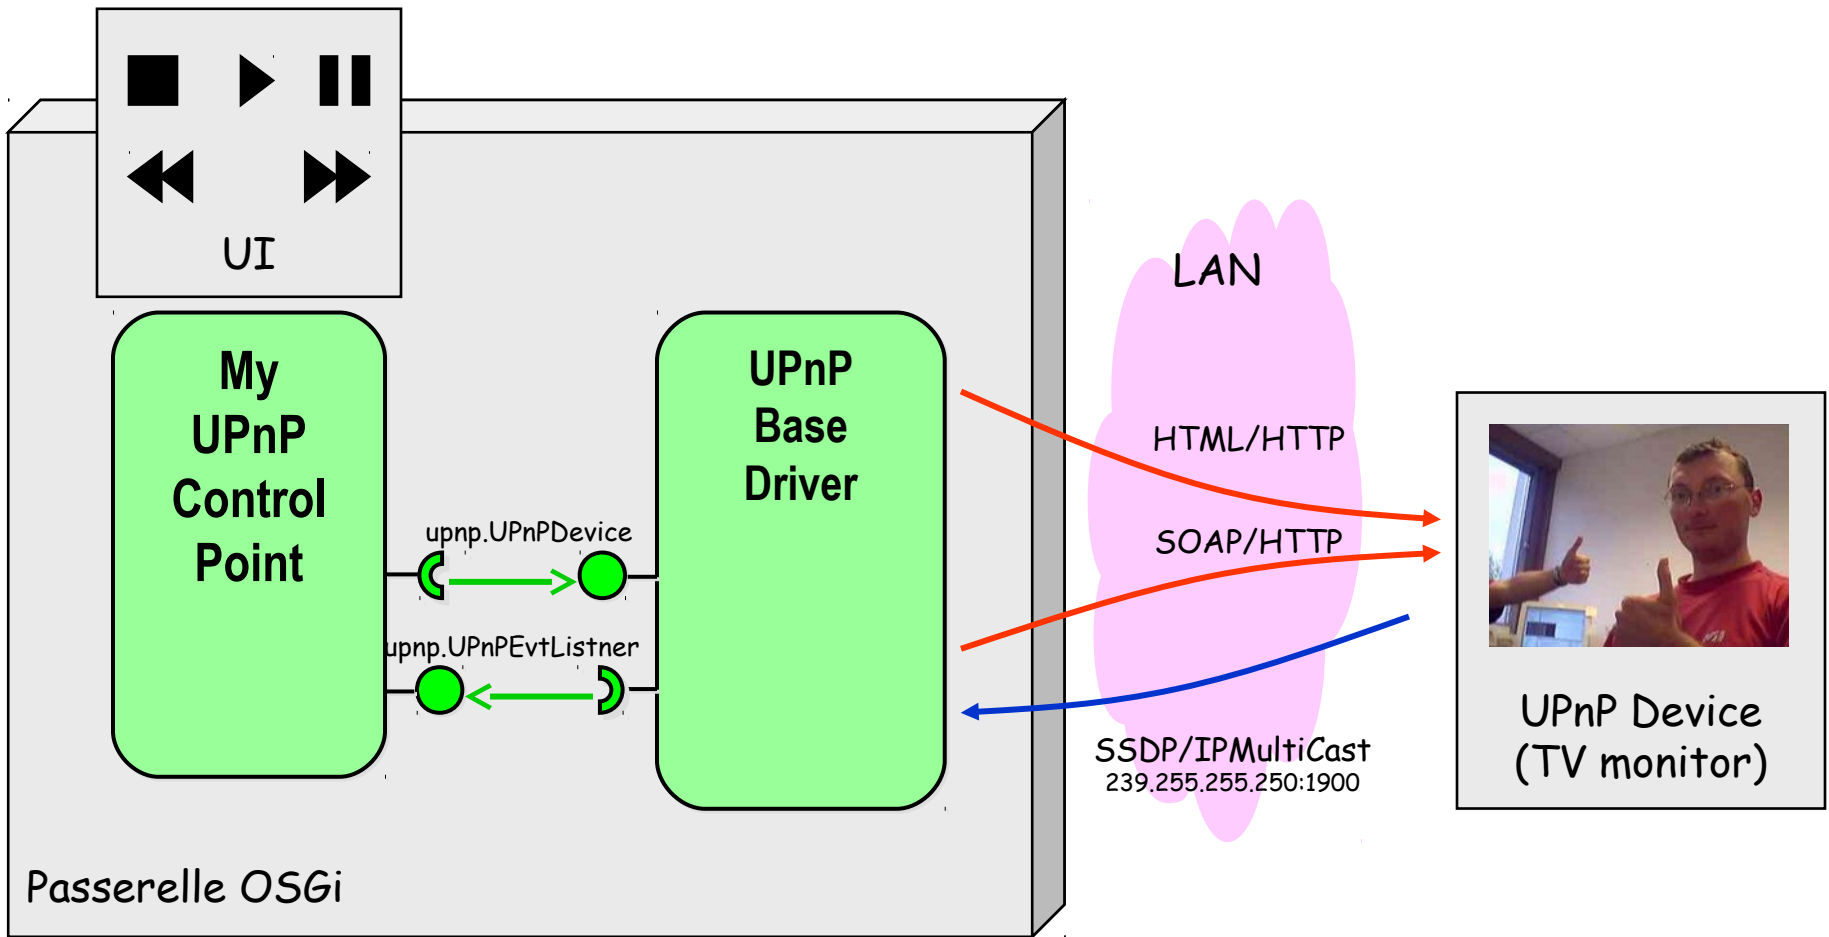 UI
My
UPnP
Control
Point
UPnP
Base
Driver
upnp.UPnPDevice
upnp.UPnPEvtListner
LAN
HTML/HTTP
SOAP/HTTP
SSDP/IPMultiCast
239.255.255.250:1900
UPnP Device
(TV monitor)
Passerelle OSGi